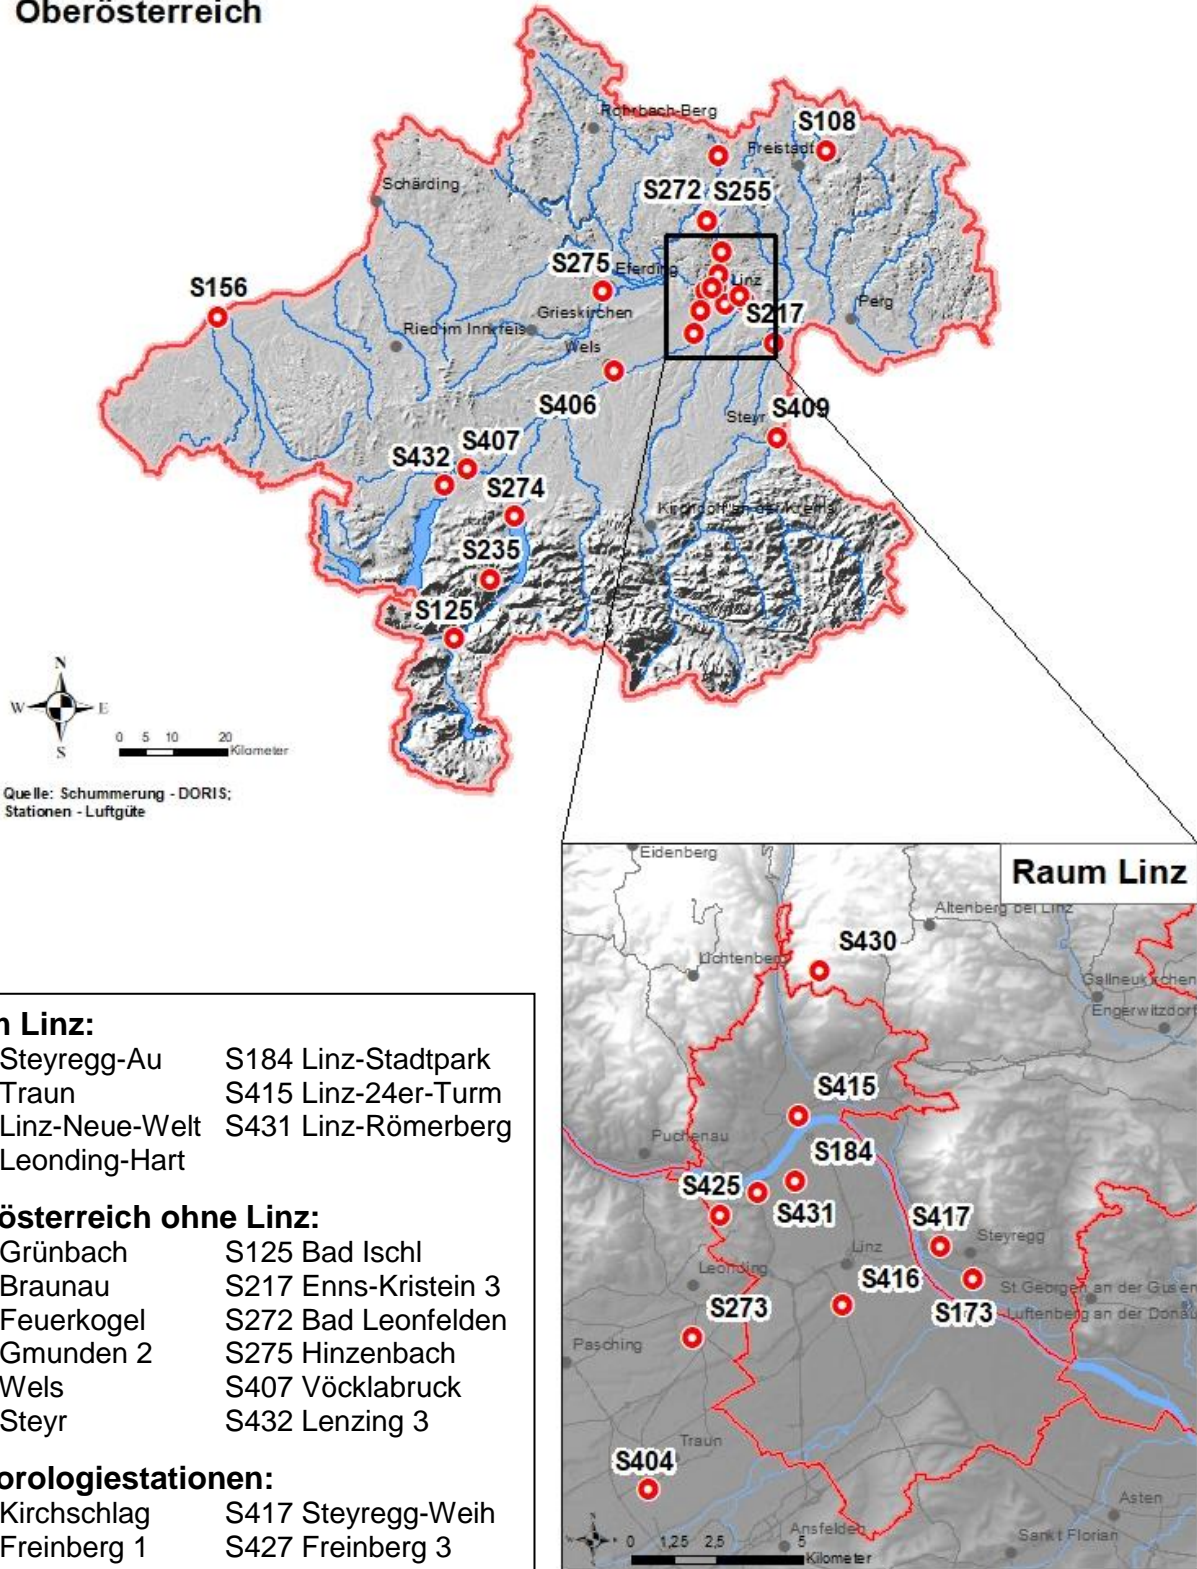 Oberösterreich
Rohrbach-Berg
S108
Freistadt
Schärding
S272 S255
S275
Eferding
Linz
S156
Grieskirchen
S217
Perg
Ried im Innkreis
Wels
S406
Steyr
S409
S407
S432
S274
Kirchdorf an der Krems
S235
S125
N
W
E
S
0 5 10 20
Kilometer
Quelle: Schummerung - DORIS;
Stationen - Luftgüte
Raum Linz
Eidenberg
Altenberg bei Linz
S430
Lichtenberg
Gallneukirchen
Engerwitzdorf
S415
Puchenau
S184
S425
S431
S417
Steyregg
Linz
Leonding
S416
St.Georgen an der Gusen
S273
S173
Luftenberg an der Donau
Pasching
Traun
S404
Asten
Ansfelden
Sankt Florian
0 1,25 2,5 5
Kilometer
n Linz:
Steyregg-Au S184 Linz-Stadtpark
Traun S415 Linz-24er-Turm
Linz-Neue-Welt S431 Linz-Römerberg
Leonding-Hart
österreich ohne Linz:
Grünbach S125 Bad Ischl
Braunau S217 Enns-Kristein 3
Feuerkogel S272 Bad Leonfelden
Gmunden 2 S275 Hinzenbach
Wels S407 Vöcklabruck
Steyr S432 Lenzing 3
orologiestationen:
Kirchschlag S417 Steyregg-Weih
Freinberg 1 S427 Freinberg 3